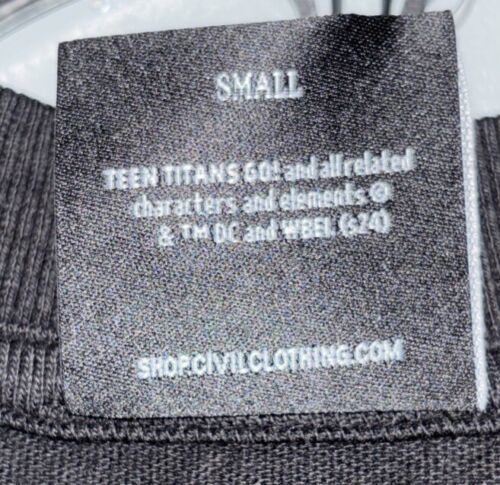 SMALL
TEEN TITANS GO! and all related
characters and elements ©
& ™ DC and WBEI. (s24)
SHOP.CIVILCLOTHING.COM